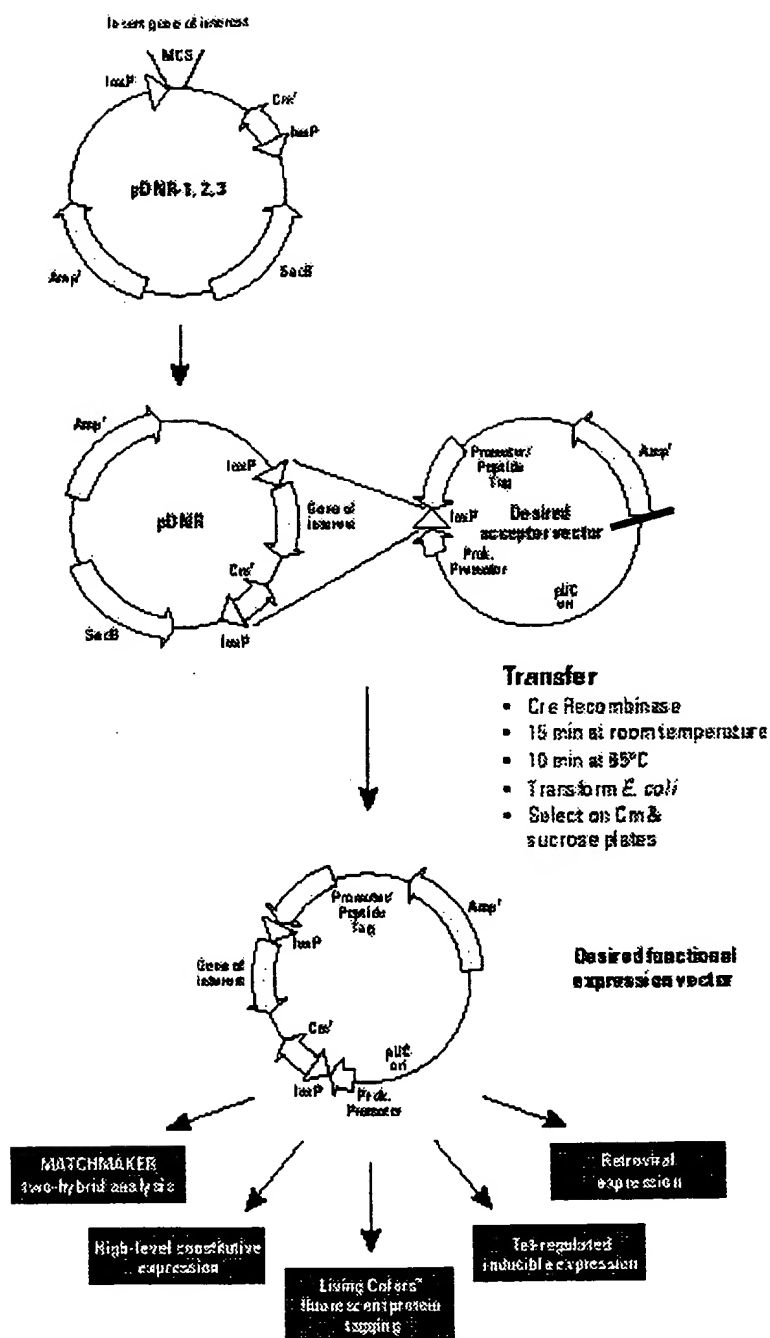 Insert gene of interest
MCS
loxP
Cmʳ
loxP
pDNR-1, 2, 3
Ampʳ
SacB
Ampʳ
loxP
pDNR
Gene of
interest
Cmʳ
SacB
loxP
Promoter/
Peptide
Tag
Ampʳ
loxP
Desired
acceptor vector
Prok.
Promoter
pUC
ori
Transfer
• Cre Recombinase
• 15 min at room temperature
• 10 min at 65°C
• Transform E. coli
• Select on Cm &
sucrose plates
Promoter/
Peptide
Tag
Ampʳ
loxP
Gene of
interest
Desired functional
expression vector
Cmʳ
pUC
ori
loxP
Prok.
Promoter
MATCHMAKER
two-hybrid analysis
Retroviral
expression
High-level constitutive
expression
Tet-regulated
inducible expression
Living Colors™
fluorescent protein
tagging